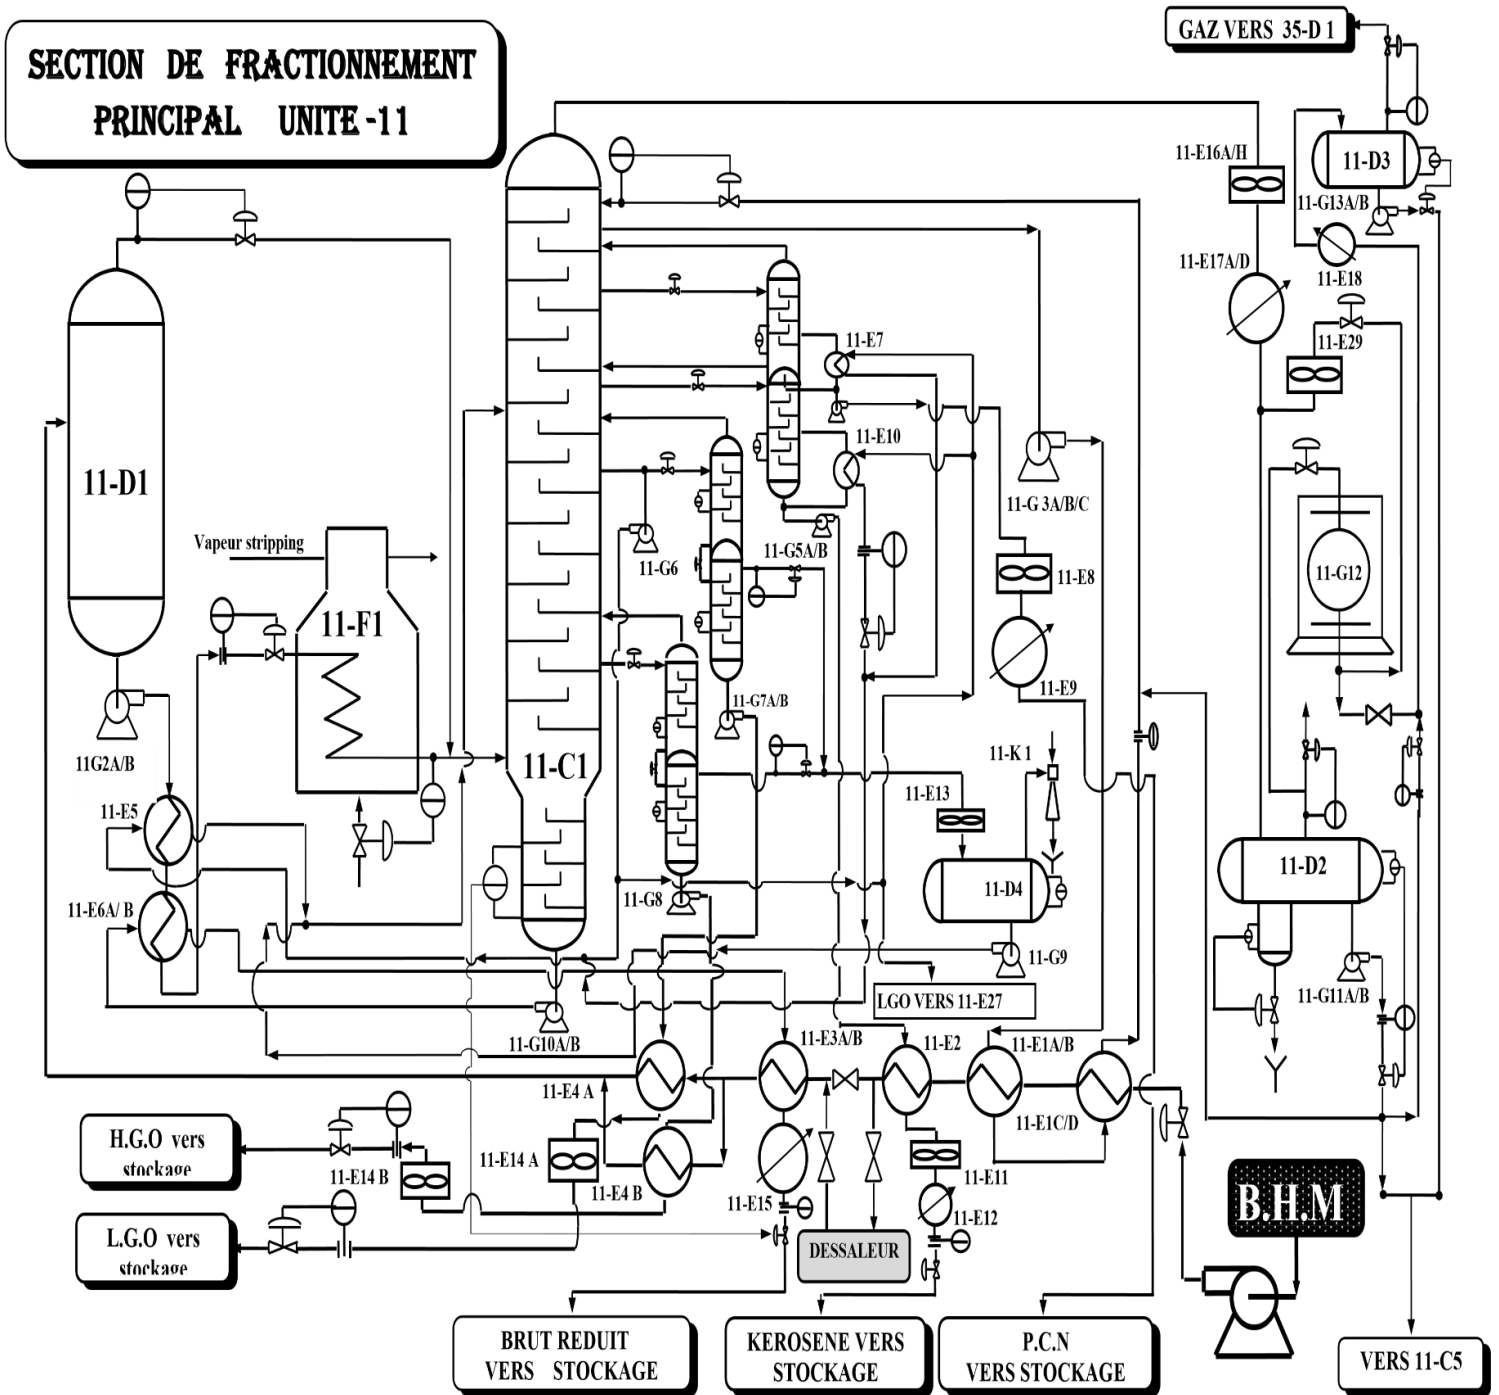 SECTION DE FRACTIONNEMENT
PRINCIPAL UNITE -11
GAZ VERS 35-D 1
11-E16A/H
11-D3
11-G13A/B
11-E17A/D
11-E18
11-E29
11-E7
11-E10
11-D1
11-G 3A/B/C
Vapeur stripping
11-G5A/B
11-G6
11-E8
11-G12
11-F1
11-E9
11-G7A/B
11G2A/B
11-C1
11-K 1
11-E5
11-E13
11-D2
11-E6A/ B
11-G8
11-D4
11-G9
11-G11A/B
LGO VERS 11-E27
11-G10A/B
11-E3A/B
11-E2
11-E1A/B
11-E4 A
11-E1C/D
H.G.O vers
stockage
11-E14 B
11-E14 A
11-E4 B
11-E15
11-E11
11-E12
B.H.M
L.G.O vers
stockage
DESSALEUR
BRUT REDUIT
VERS STOCKAGE
KEROSENE VERS
STOCKAGE
P.C.N
VERS STOCKAGE
VERS 11-C5